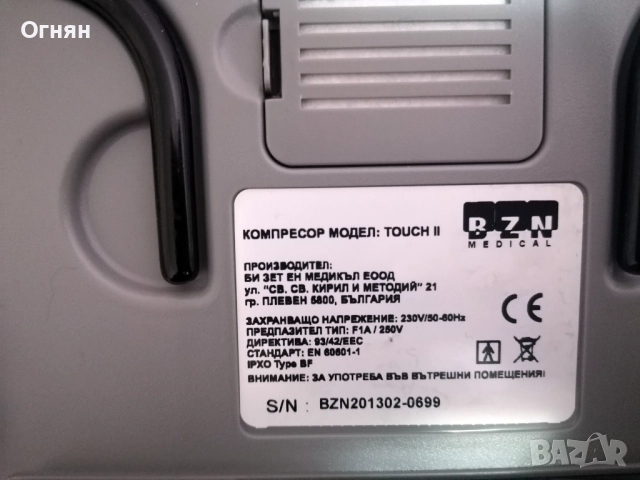 Огнян
КОМПРЕСОР МОДЕЛ: TOUCH II
BZN
MEDICAL
ПРОИЗВОДИТЕЛ:
БИ ЗЕТ ЕН МЕДИКЪЛ ЕООД
ул. "СВ. СВ. КИРИЛ И МЕТОДИЙ" 21
гр. ПЛЕВЕН 5800, БЪЛГАРИЯ
ЗАХРАНВАЩО НАПРЕЖЕНИЕ: 230V/50-60Hz
ПРЕДПАЗИТЕЛ ТИП: F1A / 250V
ДИРЕКТИВА: 93/42/EEC
СТАНДАРТ: EN 60601-1
IPXO Type BF
CE
ВНИМАНИЕ: ЗА УПОТРЕБА ВЪВ ВЪТРЕШНИ ПОМЕЩЕНИЯ!
S/N : BZN201302-0699
BAZAR